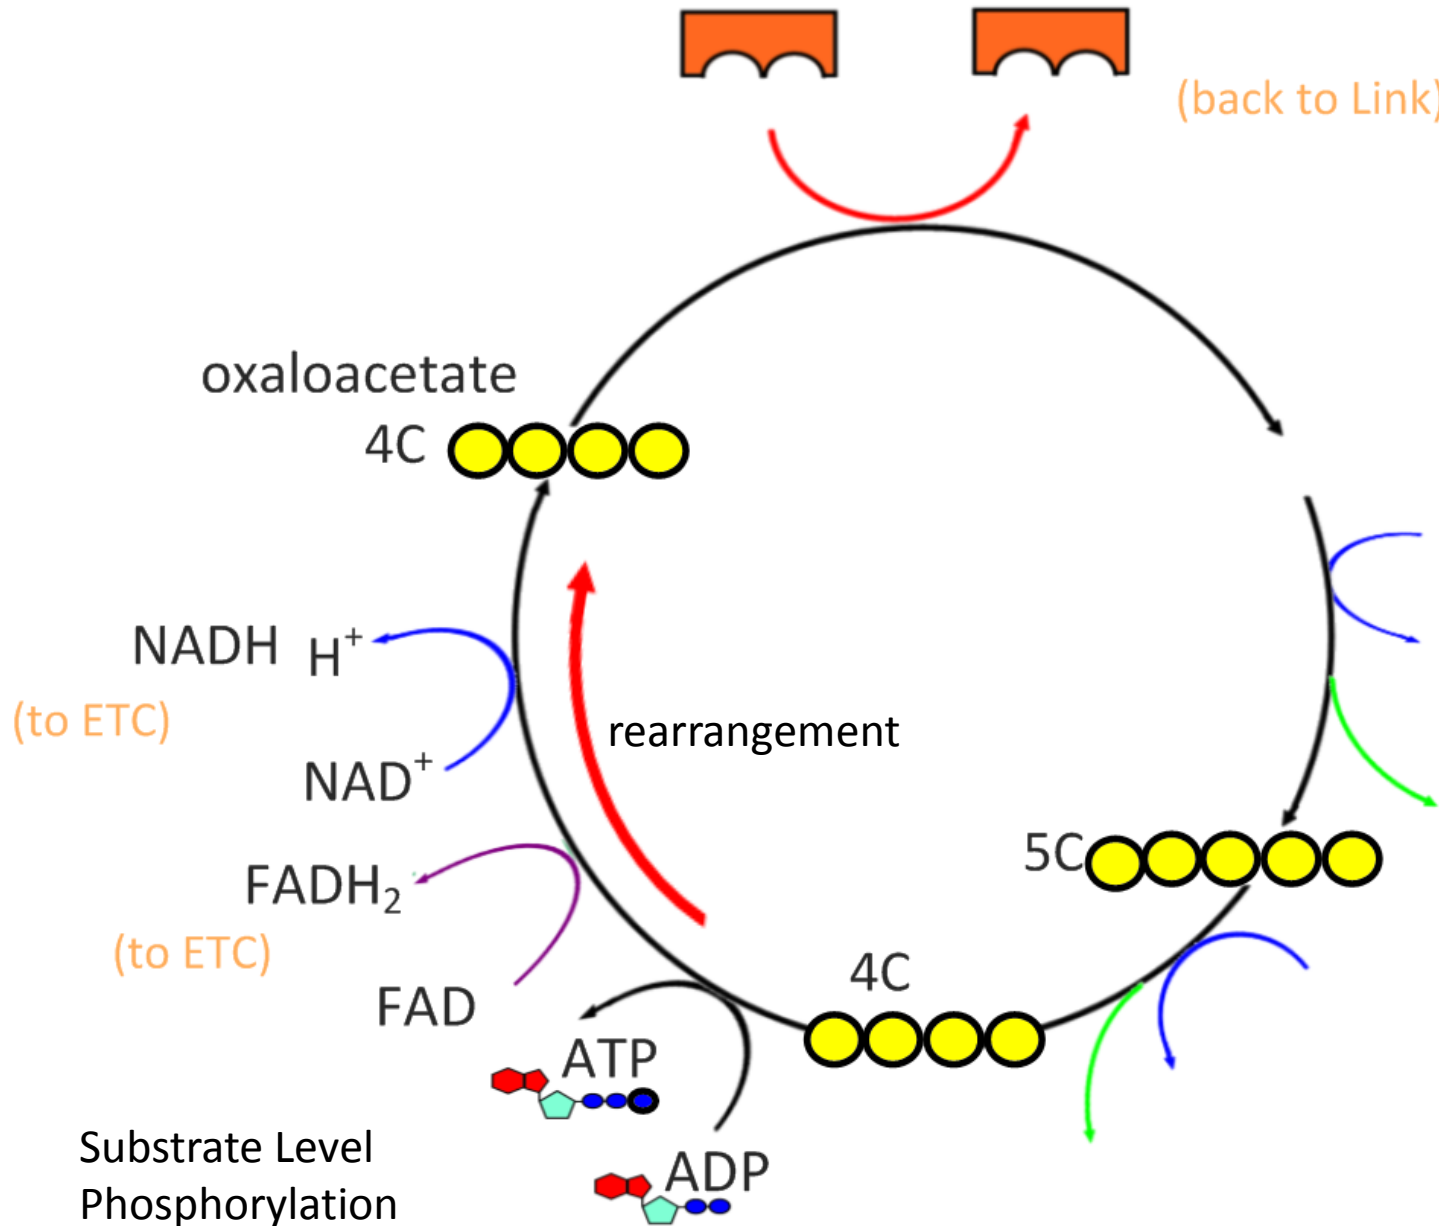 (back to Link)
oxaloacetate
4C
NADH H⁺
(to ETC)
rearrangement
NAD⁺
5C
FADH₂
(to ETC)
4C
FAD
ATP
Substrate Level
Phosphorylation
ADP